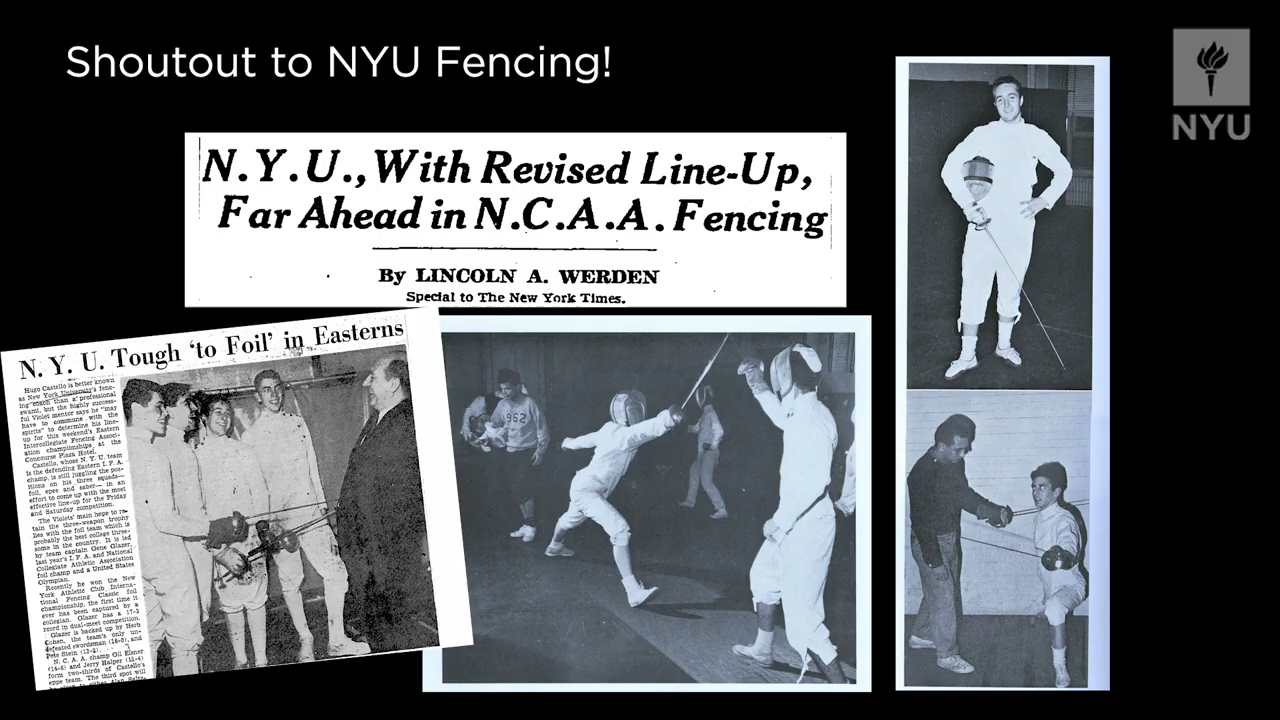 Shoutout to NYU Fencing!
NYU
N.Y.U., With Revised Line-Up,
Far Ahead in N.C.A.A. Fencing
By LINCOLN A. WERDEN
Special to The New York Times.
N. Y. U. Tough 'to Foil' in Easterns
Hugo Castello is better known
as New York University's fenc-
ing coach than a professional
swami, but the highly success-
ful Violet mentor says he "may
have to commune with the
spirits" to determine his line-
up for this weekend's Eastern
Intercollegiate Fencing Associ-
ation championships at the
Concourse Plaza Hotel.
Castello, whose N. Y. U. team
is the defending Eastern I. F. A.
champ, is still juggling the pos-
itions on his three squads—
foil, epee and saber— in an
effort to come up with the most
effective line-up for the Friday
and Saturday competition.
The Violets' main hope to re-
tain the three-weapon trophy
lies with the foil team which is
probably the best college three-
some in the country. It is led
by team captain Gene Glazer,
last year's I. F. A. and National
Collegiate Athletic Association
foil champ and a United States
Olympian.
Recently he won the New
York Athletic Club Interna-
tional Fencing Classic foil
championship, the first time it
ever has been captured by a
collegian. Glazer has a 17-3
record in dual-meet competition.
Glazer is backed up by Herb
Cohen, the team's only un-
defeated swordsman (18-0), and
Pete Stein
N. C. A. A. champ Gil Eisner
(14-6) and Jerry Halper
form two-thirds of Castello's
epee team. The third spot will
1962